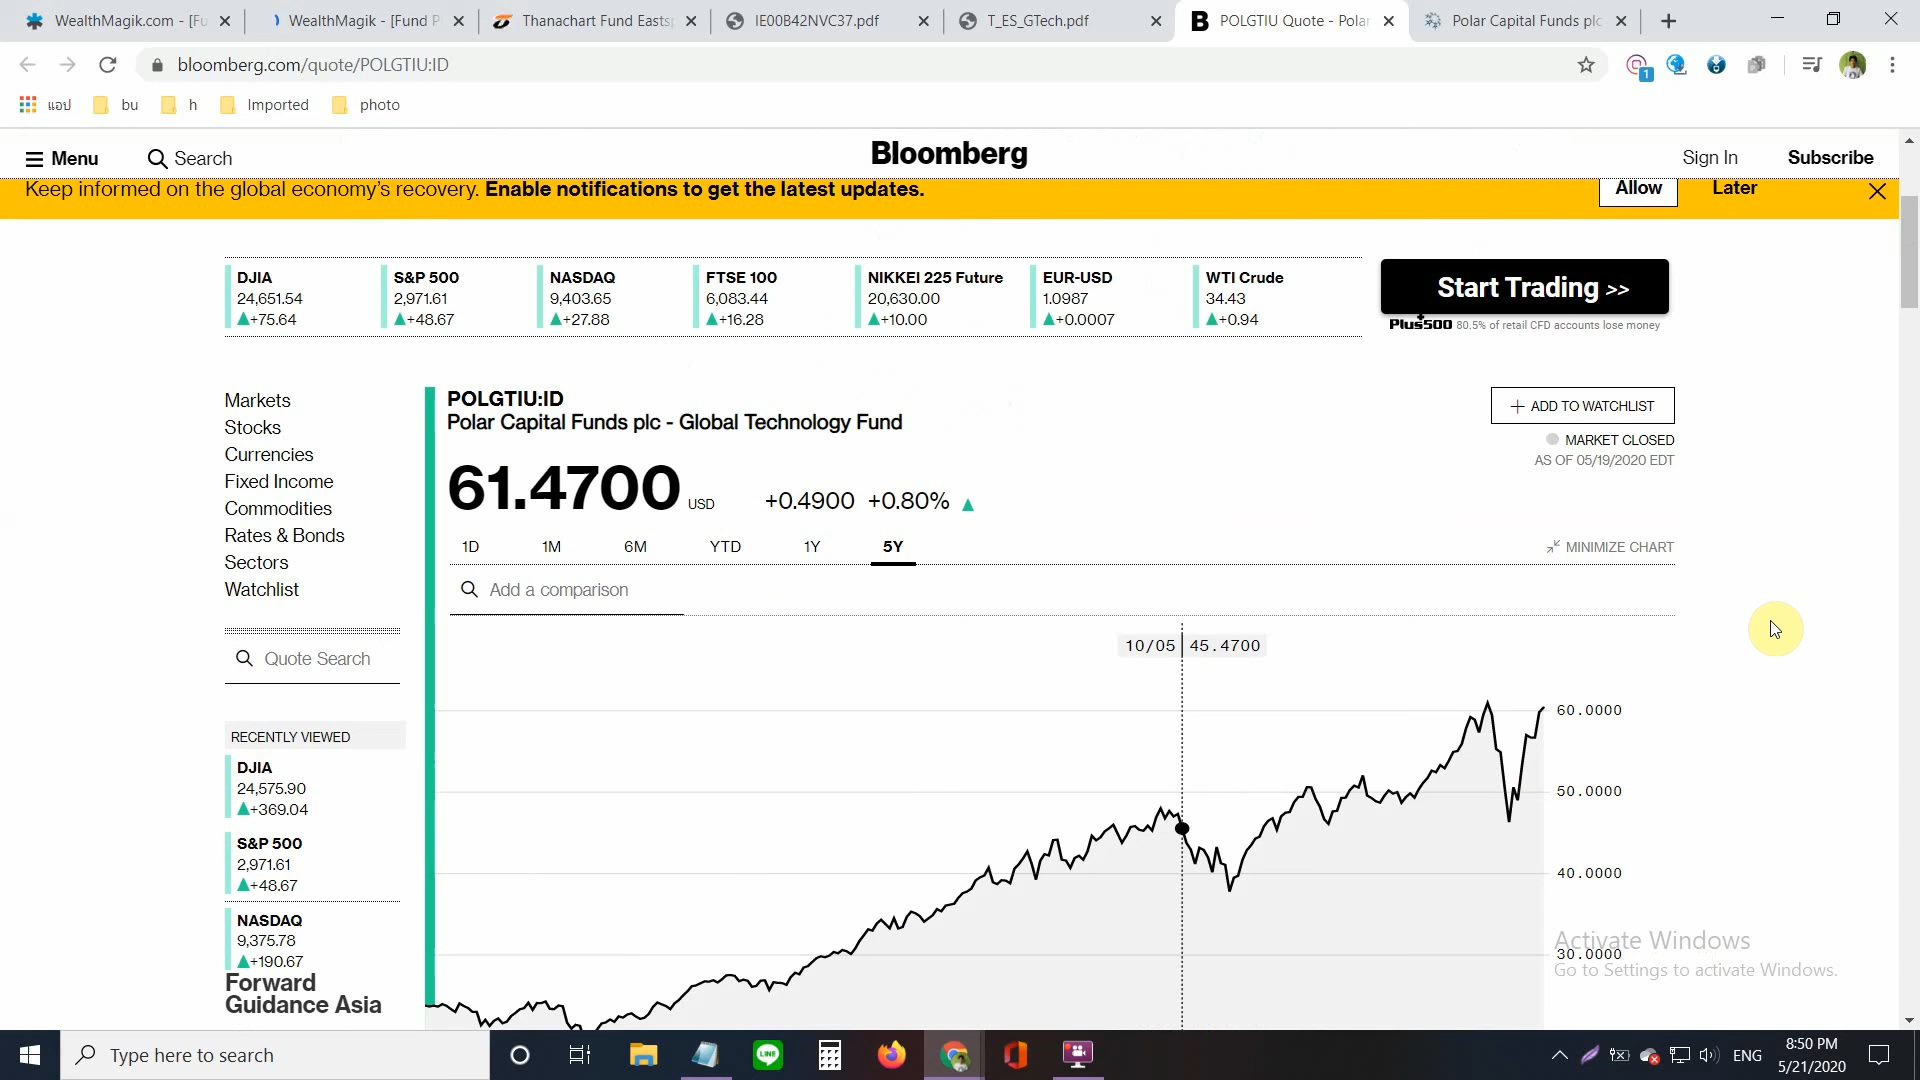 WealthMagik.com - [Fu
WealthMagik - [Fund P
Thanachart Fund Eastsp
IE00B42NVC37.pdf
T_ES_GTech.pdf
POLGTIU Quote - Polar
Polar Capital Funds plc
bloomberg.com/quote/POLGTIU:ID
1
แอป
bu
h
Imported
photo
Menu
Search
Bloomberg
Sign In
Subscribe
Keep informed on the global economy's recovery. Enable notifications to get the latest updates.
Allow
Later
DJIA
24,651.54
+75.64
S&P 500
2,971.61
+48.67
NASDAQ
9,403.65
+27.88
FTSE 100
6,083.44
+16.28
NIKKEI 225 Future
20,630.00
+10.00
EUR-USD
1.0987
+0.0007
WTI Crude
34.43
+0.94
Start Trading >>
Plus500 80.5% of retail CFD accounts lose money
Markets
Stocks
Currencies
Fixed Income
Commodities
Rates & Bonds
Sectors
Watchlist
Quote Search
RECENTLY VIEWED
DJIA
24,575.90
+369.04
S&P 500
2,971.61
+48.67
NASDAQ
9,375.78
+190.67
Forward
Guidance Asia
POLGTIU:ID
Polar Capital Funds plc - Global Technology Fund
61.4700 USD +0.4900 +0.80%
+ ADD TO WATCHLIST
MARKET CLOSED
AS OF 05/19/2020 EDT
1D 1M 6M YTD 1Y 5Y
MINIMIZE CHART
Add a comparison
10/05 45.4700
60.0000
50.0000
40.0000
30.0000
Activate Windows
Go to Settings to activate Windows.
Type here to search
LINE
ENG
8:50 PM
5/21/2020